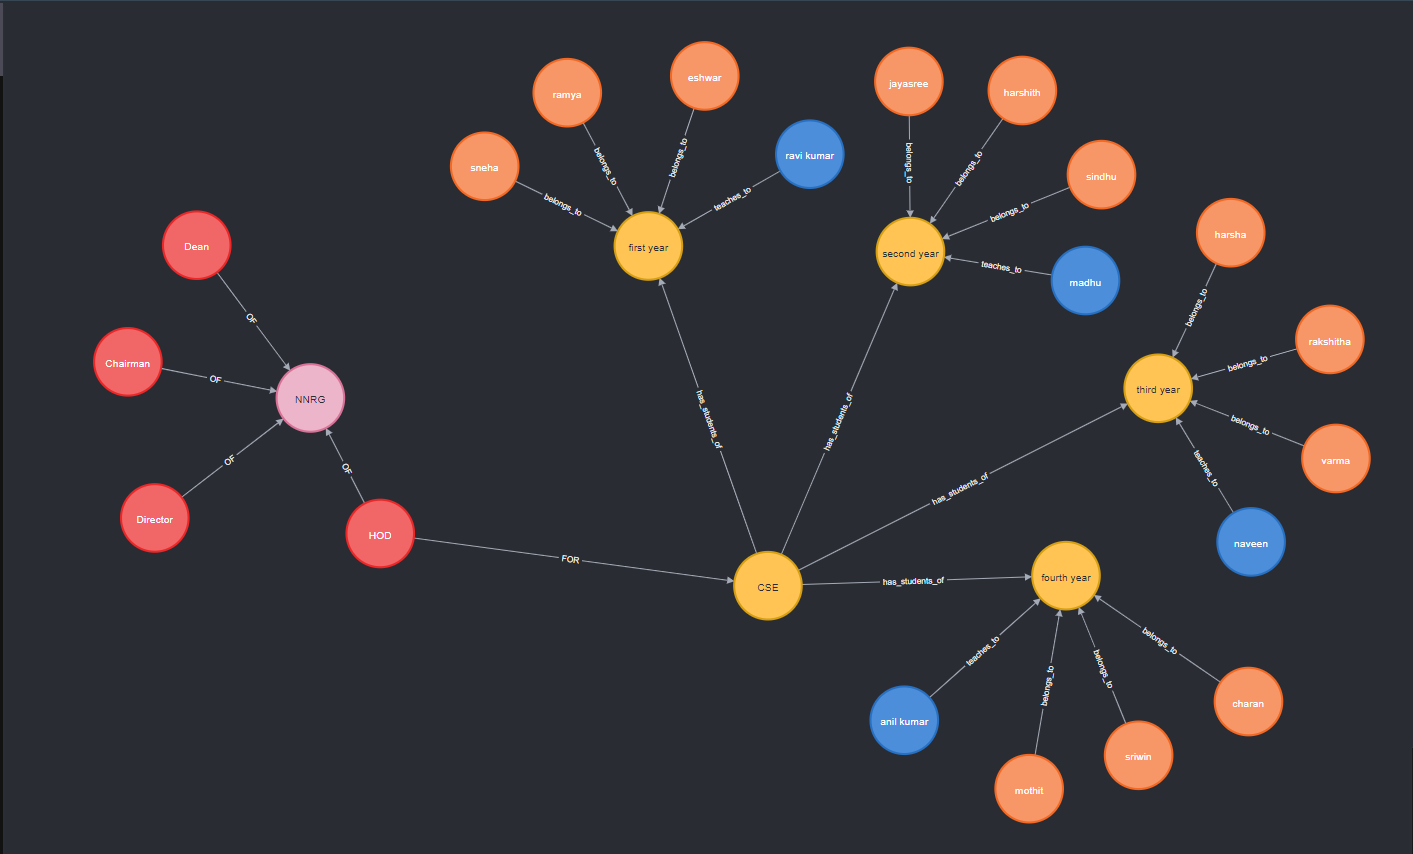 eshwar
jayasree
ramya
harshith
belongs_to
belongs_to
ravi kumar
belongs_to
belongs_to
sneha
belongs_to
sindhu
belongs_to
teaches_to
belongs_to
harsha
Dean
first year
second year
teaches_to
madhu
belongs_to
OF
rakshitha
Chairman
belongs_to
OF
third year
NNRG
has_students_of
has_students_of
belongs_to
OF
varma
OF
teaches_to
has_students_of
Director
HOD
naveen
FOR
fourth year
has_students_of
CSE
belongs_to
teaches_to
belongs_to
belongs_to
charan
anil kumar
sriwin
mothit